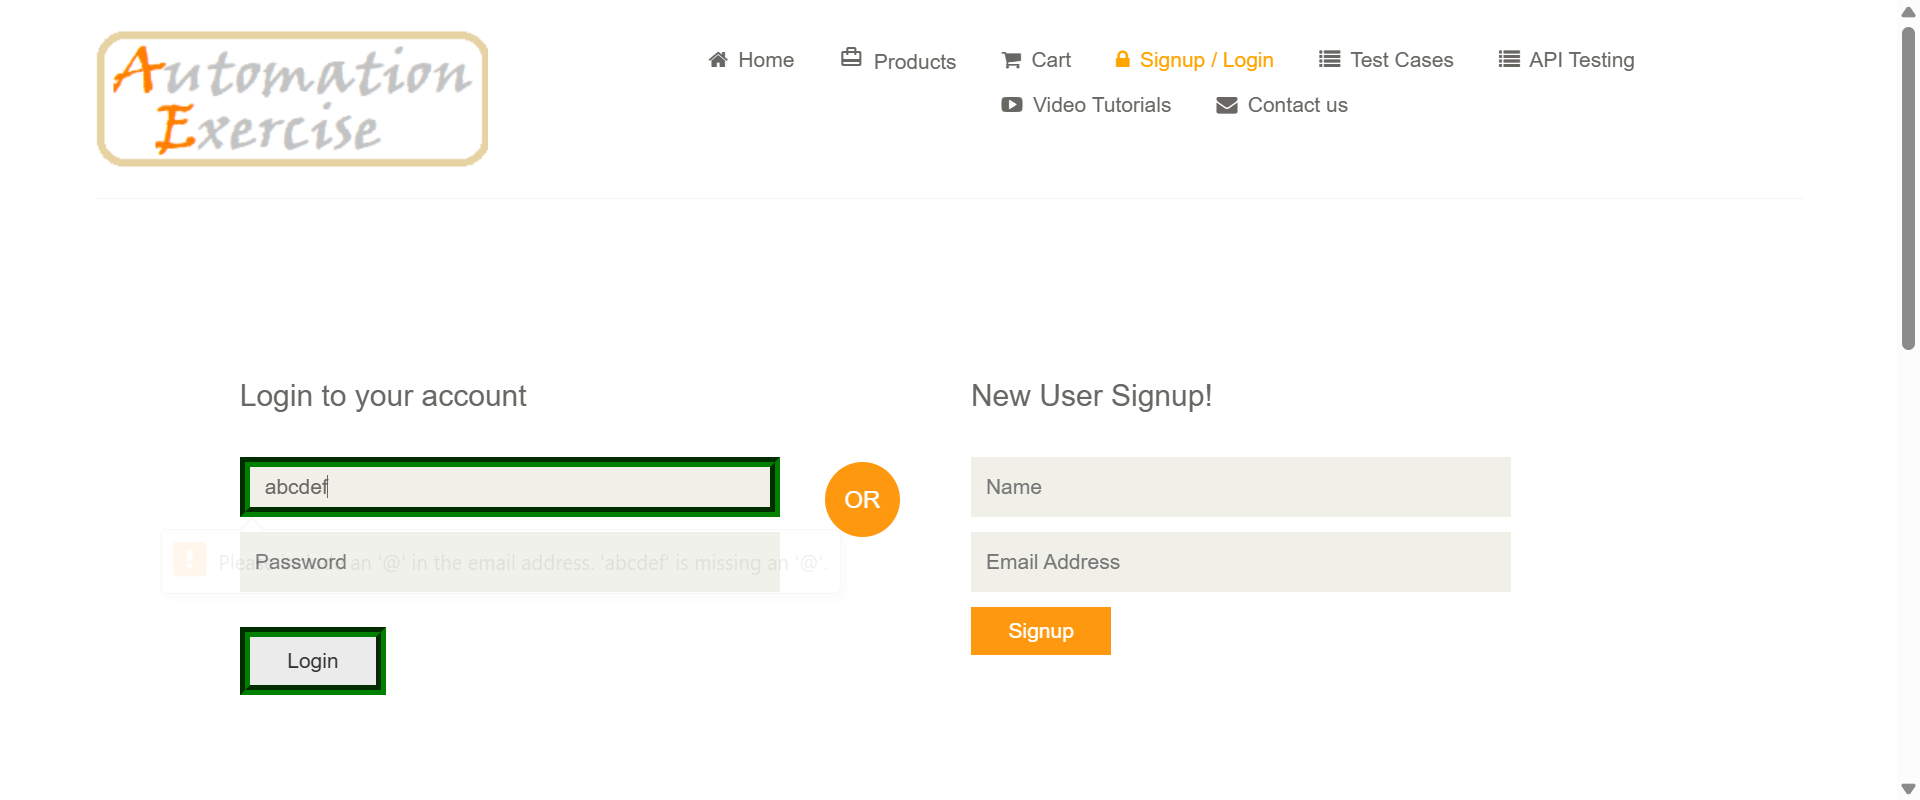 Automation
Exercise
Home
Products
Cart
Signup / Login
Test Cases
API Testing
Video Tutorials
Contact us
Login to your account
abcdef
Password
an '@' in the email address. 'abcdef' is missing an '@'.
Login
OR
New User Signup!
Name
Email Address
Signup